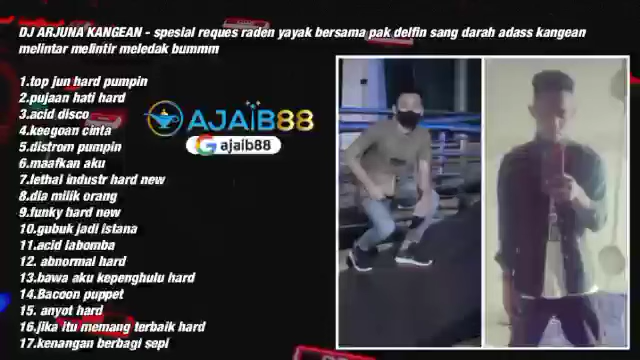 DJ ARJUNA KANGEAN - spesial reques raden yayak bersama pak delfin sang darah adass kangean
melintar melintir meledak bummm
1.top jun hard pumpin
2.pujaan hati hard
3.acid disco
4.keegoan cinta
5.distrom pumpin
6.maafkan aku
7.lethal industr hard new
8.dia milik orang
9.funky hard new
10.gubuk jadi istana
11.acid labomba
12. abnormal hard
13.bawa aku kepenghulu hard
14.Bacoon puppet
15. anyot hard
16.jika itu memang terbaik hard
17.kenangan berbagi sepi
AJAIB88
G ajaib88